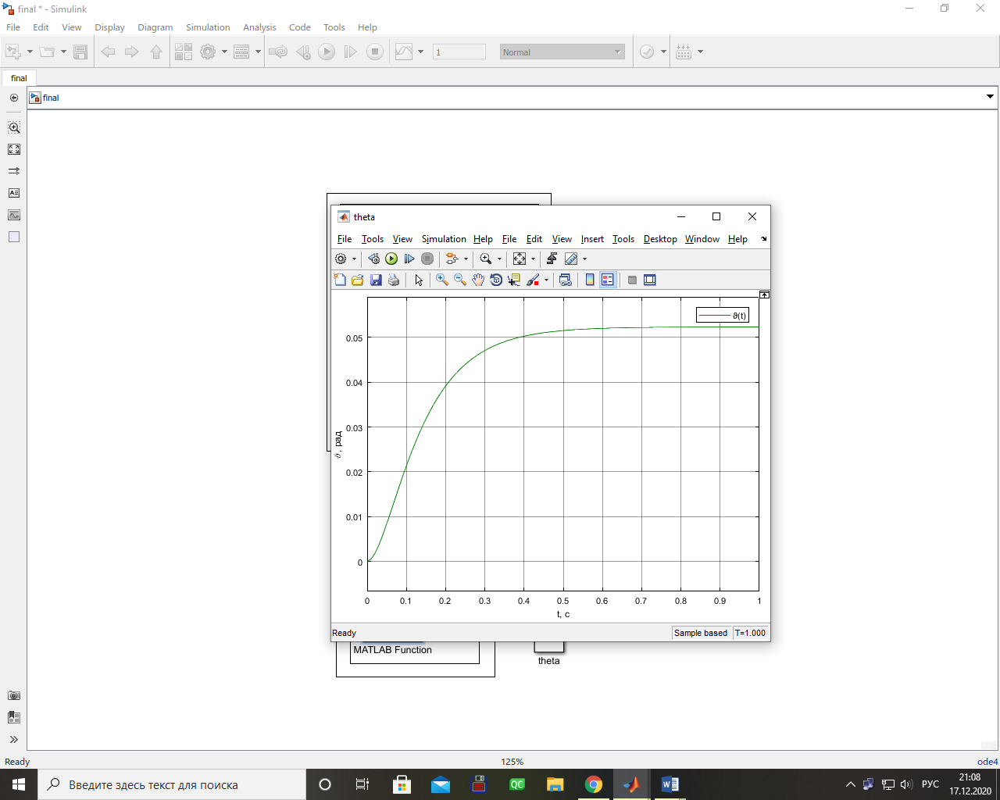 final * - Simulink
File Edit View Display Diagram Simulation Analysis Code Tools Help
1 Normal
final
final
theta
File Tools View Simulation Help File Edit View Insert Tools Desktop Window Help
ϑ(t)
0.05
0.04
0.03
0.02
0.01
0
ϑ, рад
0 0.1 0.2 0.3 0.4 0.5 0.6 0.7 0.8 0.9 1
t, c
Ready Sample based T=1.000
MATLAB Function
theta
Ready 125% ode4
Введите здесь текст для поиска
QC
W
РУС
21:08
17.12.2020